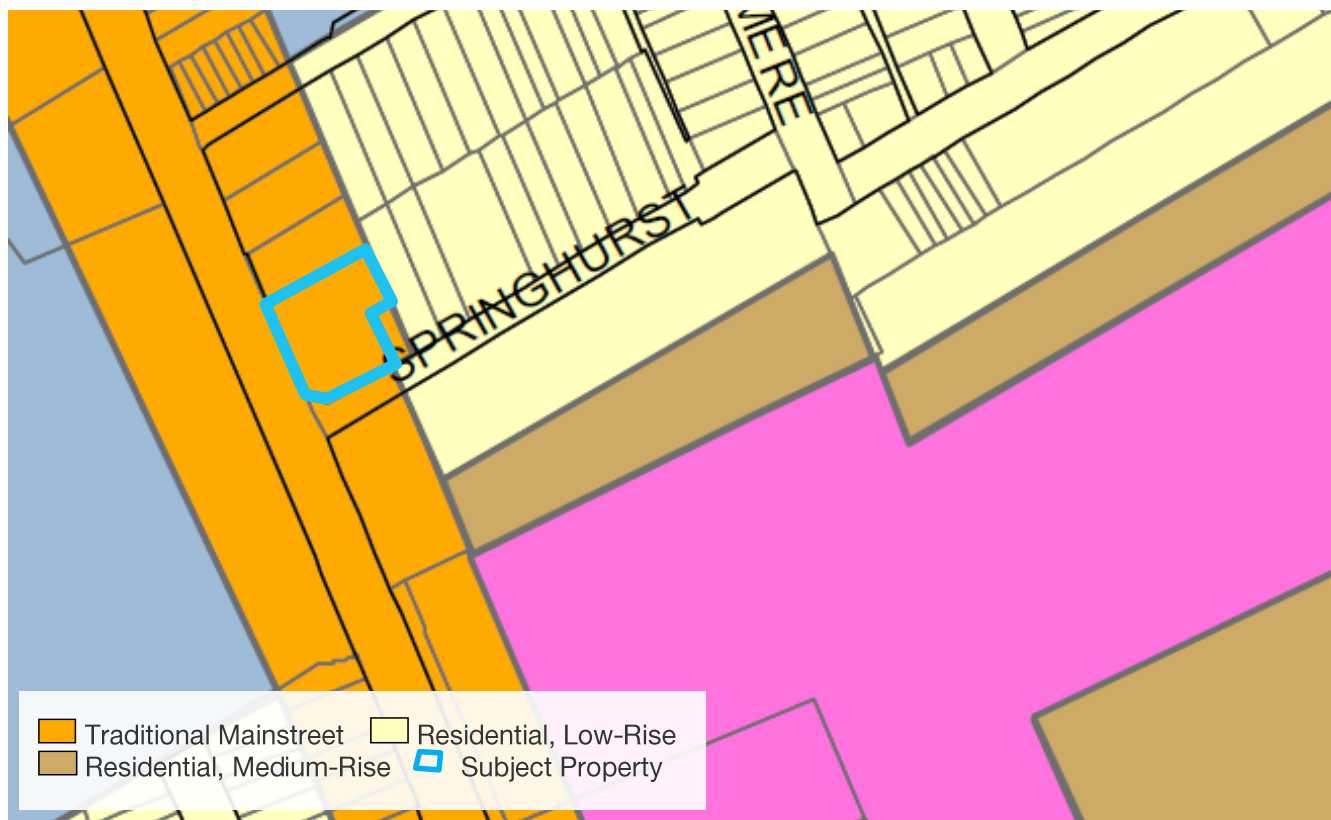 MERE
SPRINGHURST
Traditional Mainstreet
Residential, Low-Rise
Residential, Medium-Rise
Subject Property